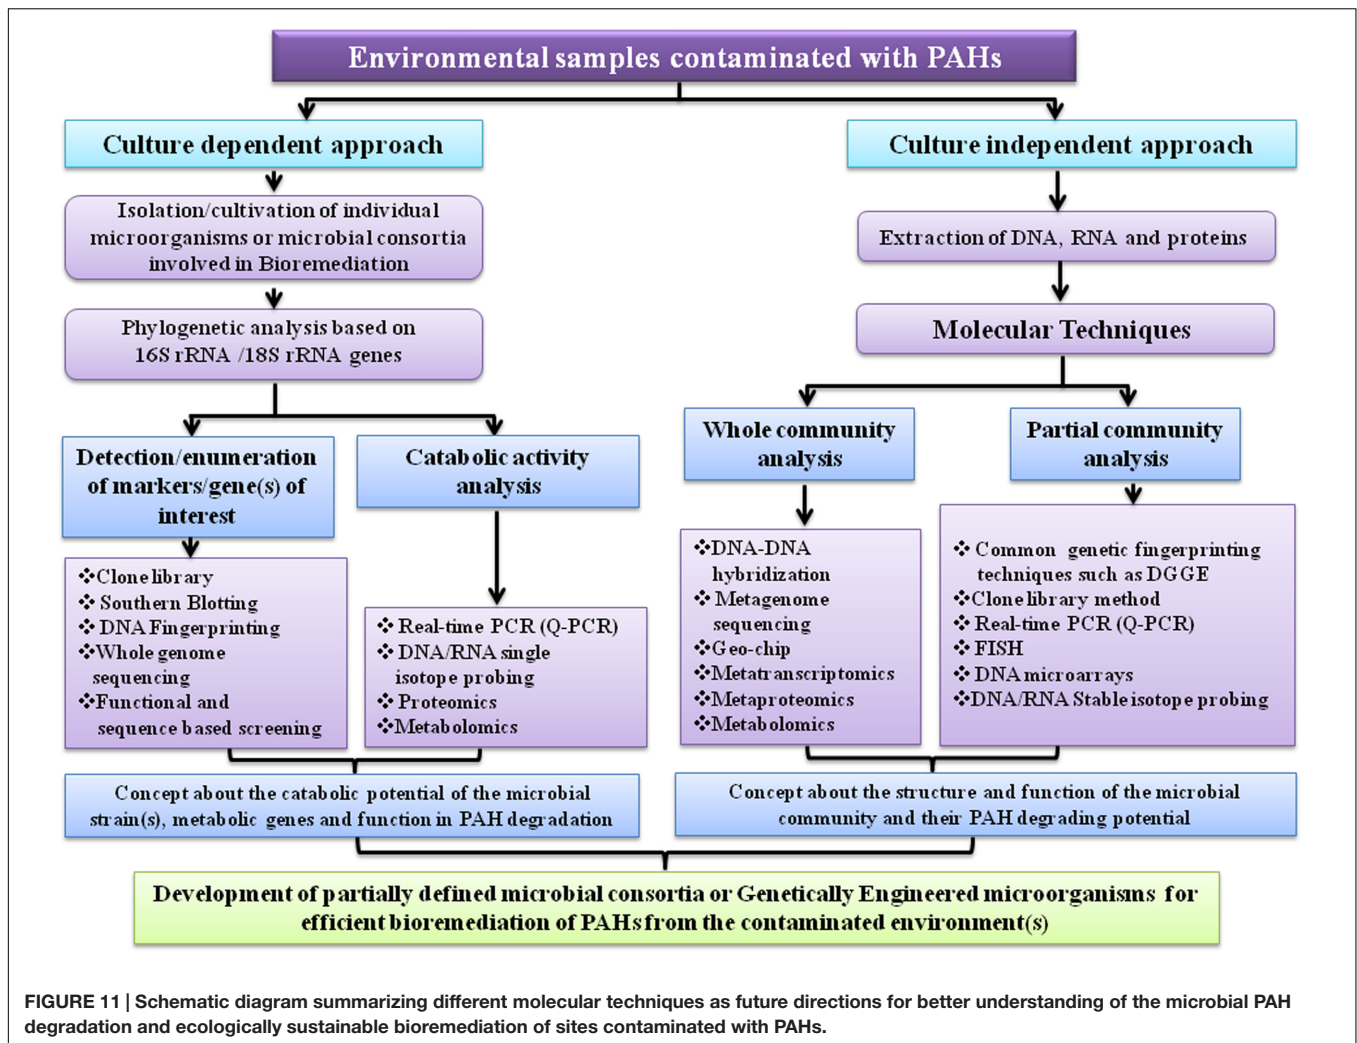 Environmental samples contaminated with PAHs
Culture dependent approach
Isolation/cultivation of individual
microorganisms or microbial consortia
involved in Bioremediation
Phylogenetic analysis based on
16S rRNA /18S rRNA genes
Detection/enumeration
of markers/gene(s) of
interest
❖Clone library
❖ Southern Blotting
❖ DNA Fingerprinting
❖Whole genome
sequencing
❖Functional and
sequence based screening
Catabolic activity
analysis
❖ Real-time PCR (Q-PCR)
❖ DNA/RNA single
isotope probing
❖Proteomics
❖Metabolomics
Concept about the catabolic potential of the microbial
strain(s), metabolic genes and function in PAH degradation
Culture independent approach
Extraction of DNA, RNA and proteins
Molecular Techniques
Whole community
analysis
❖DNA-DNA
hybridization
❖ Metagenome
sequencing
❖Geo-chip
❖Metatranscriptomics
❖Metaproteomics
❖Metabolomics
Partial community
analysis
❖ Common genetic fingerprinting
techniques such as DGGE
❖Clone library method
❖ Real-time PCR (Q-PCR)
❖ FISH
❖ DNA microarrays
❖DNA/RNA Stable isotope probing
Concept about the structure and function of the microbial
community and their PAH degrading potential
Development of partially defined microbial consortia or Genetically Engineered microorganisms for
efficient bioremediation of PAHs from the contaminated environment(s)
FIGURE 11 | Schematic diagram summarizing different molecular techniques as future directions for better understanding of the microbial PAH
degradation and ecologically sustainable bioremediation of sites contaminated with PAHs.